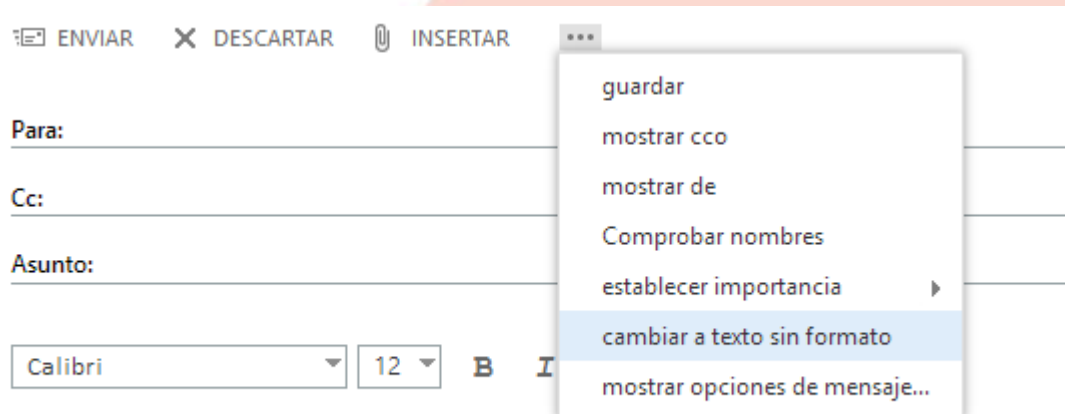 ENVIAR DESCARTAR INSERTAR ...
guardar
Para:
mostrar cco
mostrar de
Cc:
Comprobar nombres
Asunto:
establecer importancia
cambiar a texto sin formato
Calibri 12 B I
mostrar opciones de mensaje...